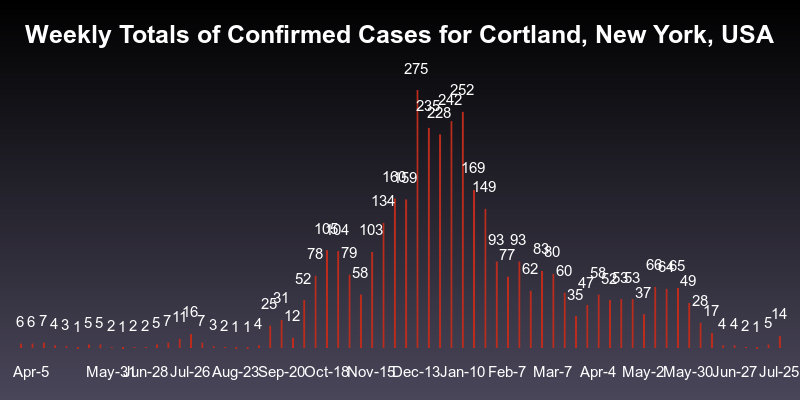 Weekly Totals of Confirmed Cases for Cortland, New York, USA
6 6 7 4 3 1 5 5 2 1 2 2 5 7 11 16 7 3 2 1 1 4 25 31 12 52 78 105 104 79 58 103 134 160 159 275 235 228 242 252 169 149 93 77 93 62 83 80 60 35 47 58 52 53 53 37 66 64 65 49 28 17 4 4 2 1 5 14
Apr-5 May-31 Jun-28 Jul-26 Aug-23 Sep-20 Oct-18 Nov-15 Dec-13 Jan-10 Feb-7 Mar-7 Apr-4 May-2 May-30 Jun-27 Jul-25